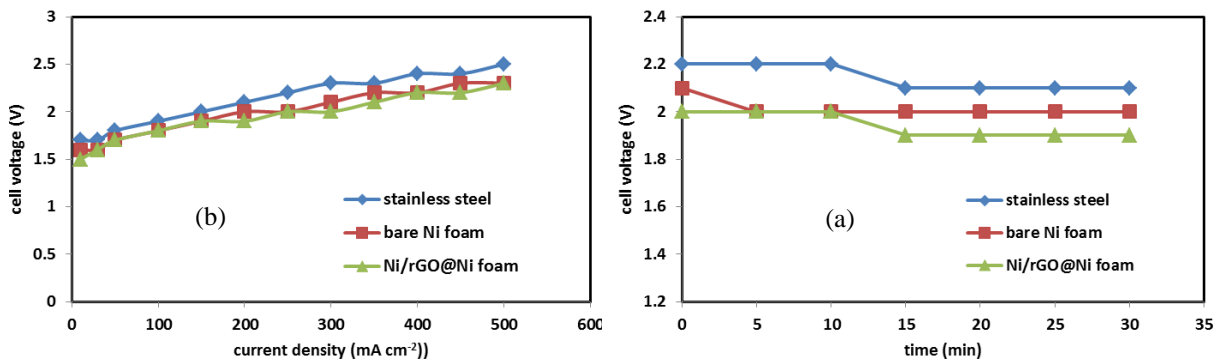 3
2.5
2
1.5
1
0.5
0
cell voltage (V)
(b)
stainless steel
bare Ni foam
Ni/rGO@Ni foam
0 100 200 300 400 500 600
current density (mA cm⁻²))
2.4
2.2
2
1.8
1.6
1.4
1.2
cell voltage (V)
(a)
stainless steel
bare Ni foam
Ni/rGO@Ni foam
0 5 10 15 20 25 30 35
time (min)